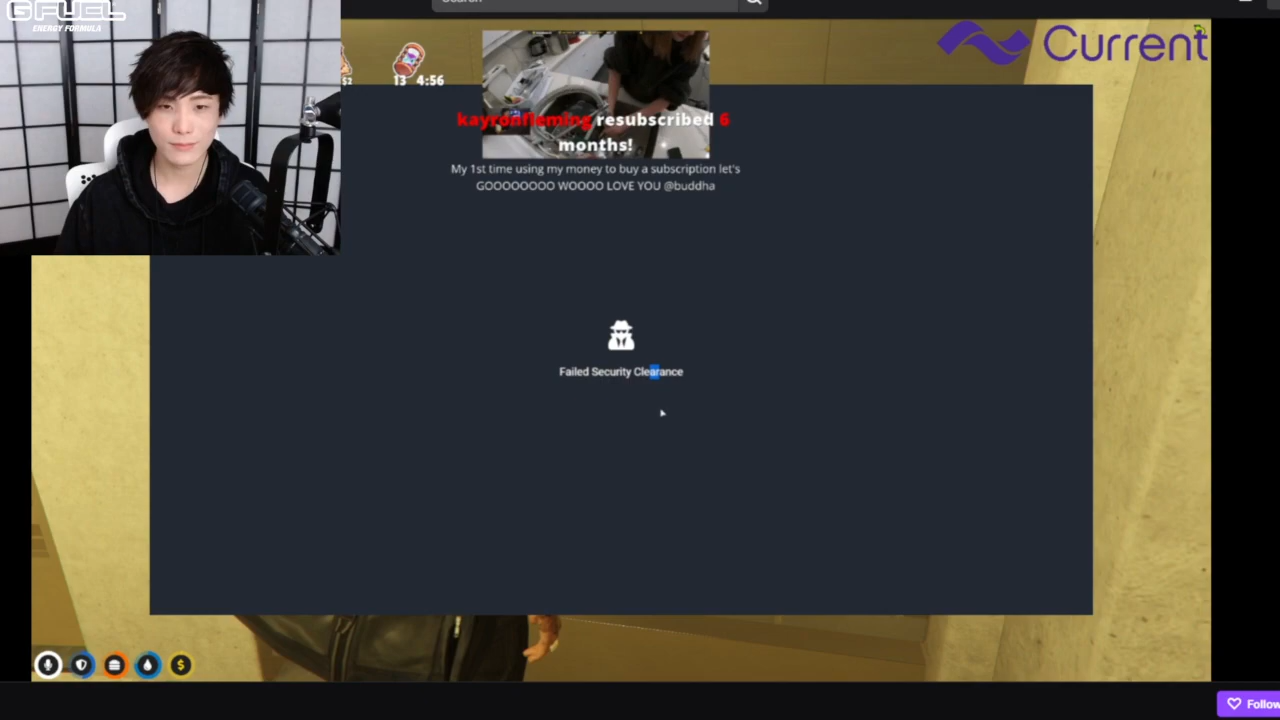 G FUEL
ENERGY FORMULA
Current
13 4:56
kayronfleming resubscribed 6
months!
My 1st time using my money to buy a subscription let's
GOOOOOOOO WOOOO LOVE YOU @buddha
Failed Security Clearance
Follow